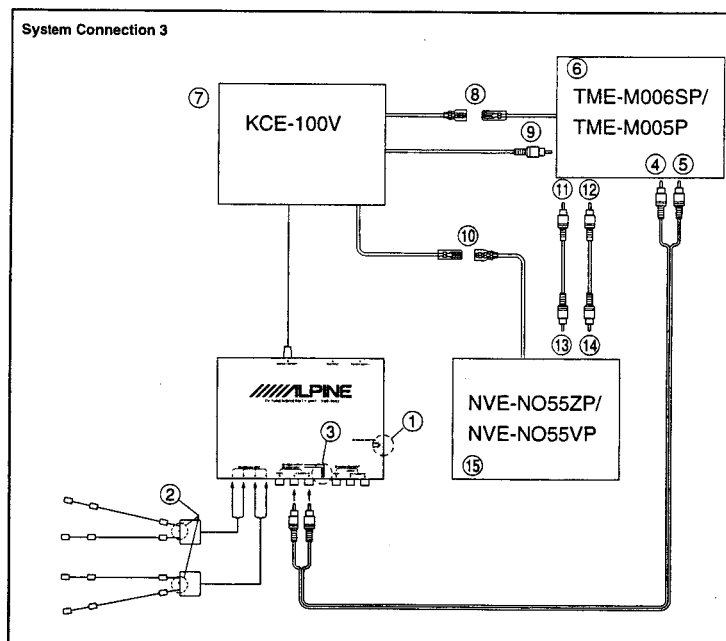 System Connection 3
⑥
TME-M006SP/
TME-M005P
⑦
KCE-100V
⑧
⑨
④ ⑤
⑪ ⑫
⑩
⑬ ⑭
NVE-NO55ZP/
NVE-NO55VP
⑮
ALPINE
①
③
②